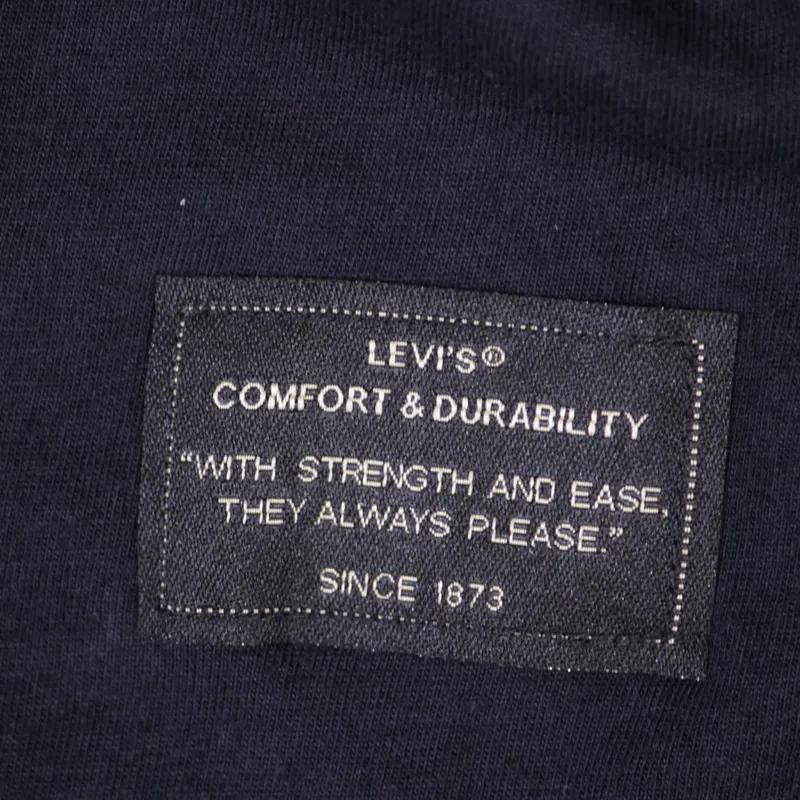 LEVI'S®
COMFORT & DURABILITY
“WITH STRENGTH AND EASE,
THEY ALWAYS PLEASE.”
SINCE 1873